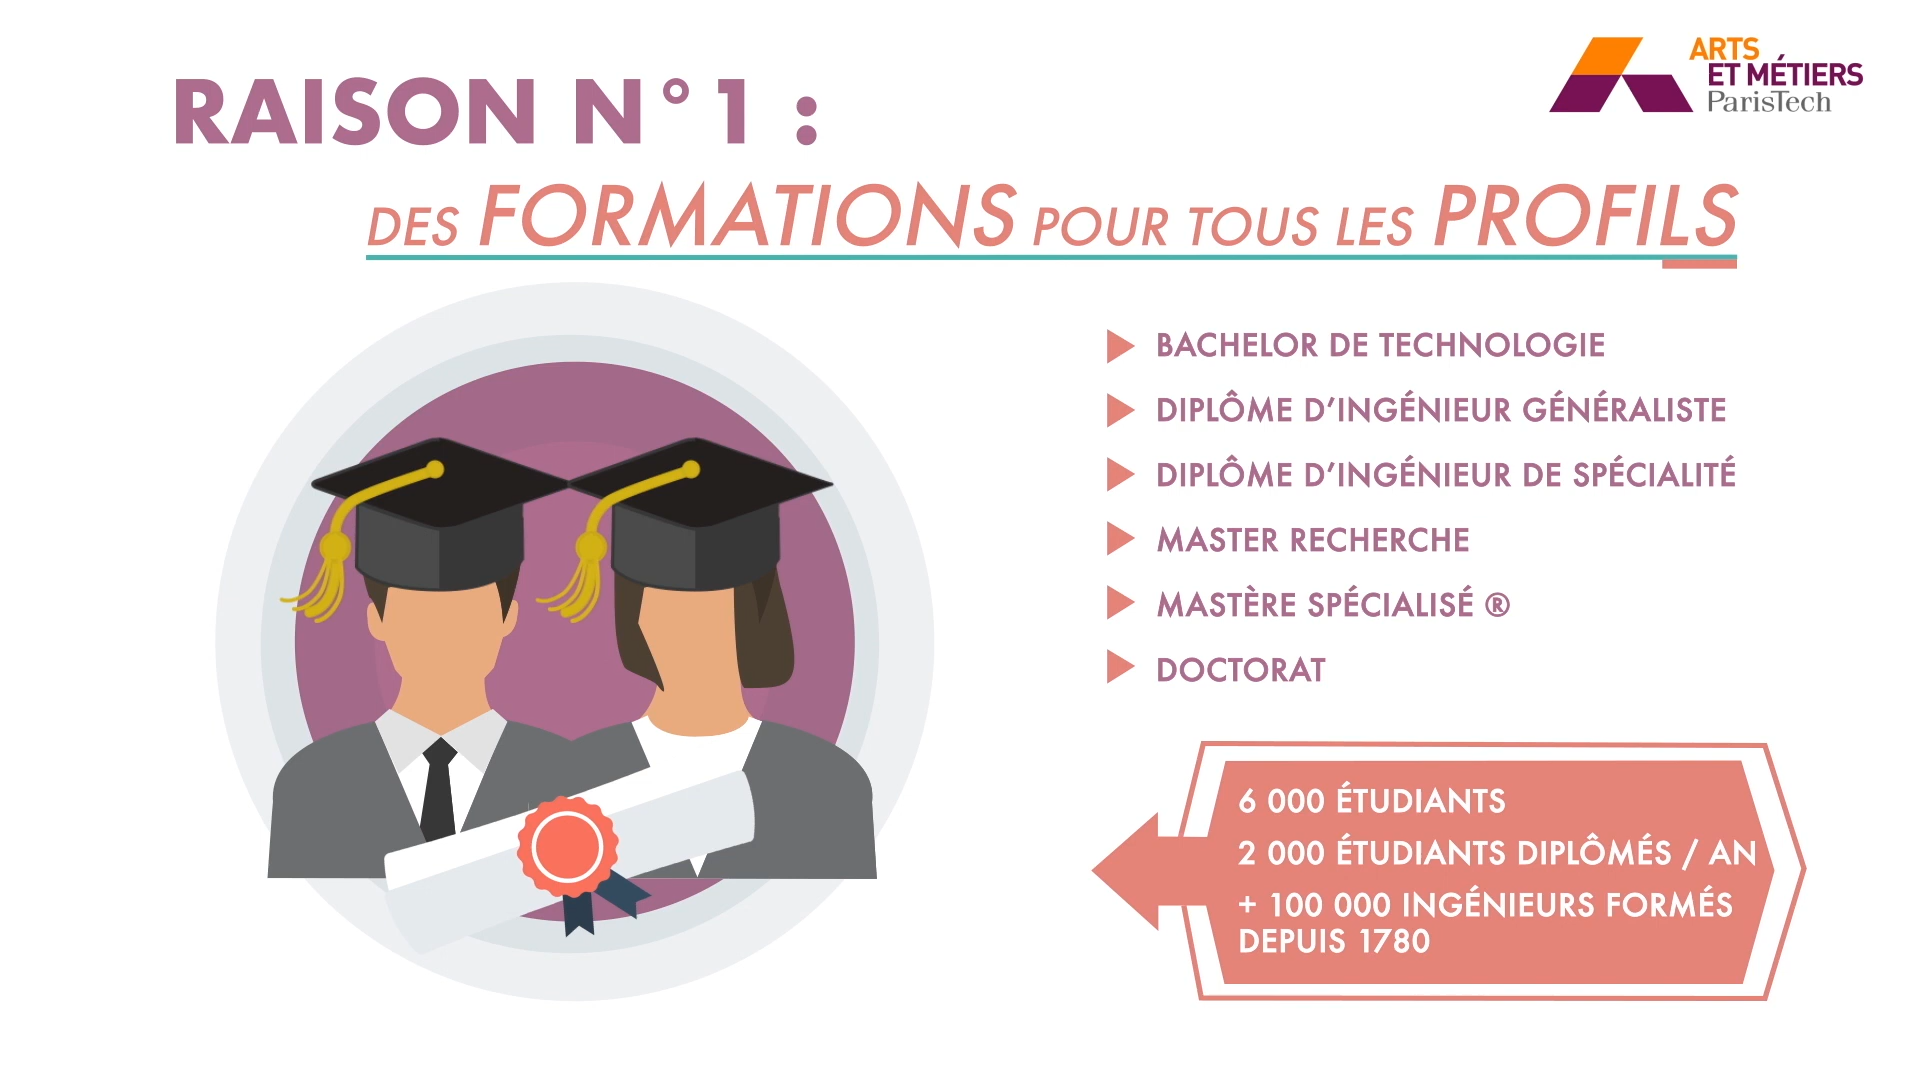 ARTS
ET MÉTIERS
ParisTech
RAISON N°1 :
DES FORMATIONS POUR TOUS LES PROFILS
BACHELOR DE TECHNOLOGIE
DIPLÔME D’INGÉNIEUR GÉNÉRALISTE
DIPLÔME D’INGÉNIEUR DE SPÉCIALITÉ
MASTER RECHERCHE
MASTÈRE SPÉCIALISÉ ®
DOCTORAT
6 000 ÉTUDIANTS
2 000 ÉTUDIANTS DIPLÔMÉS / AN
+ 100 000 INGÉNIEURS FORMÉS
DEPUIS 1780